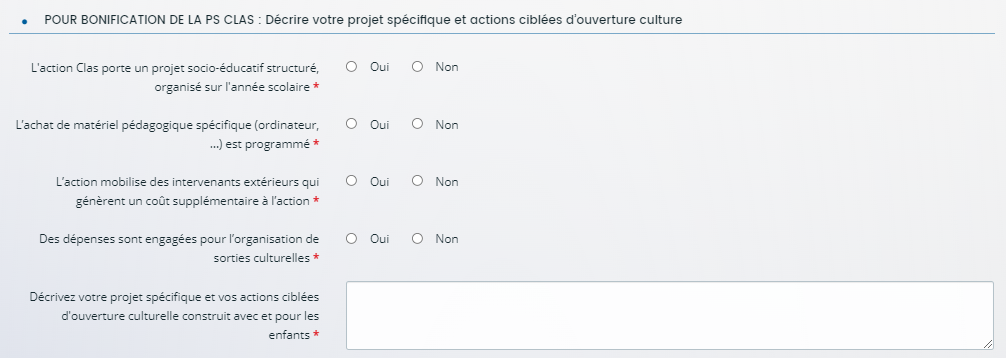 • POUR BONIFICATION DE LA PS CLAS : Décrire votre projet spécifique et actions ciblées d'ouverture culture
L'action Clas porte un projet socio-éducatif structuré, Oui Non
organisé sur l'année scolaire *
L'achat de matériel pédagogique spécifique (ordinateur, Oui Non
...) est programmé *
L'action mobilise des intervenants extérieurs qui Oui Non
génèrent un coût supplémentaire à l'action *
Des dépenses sont engagées pour l'organisation de Oui Non
sorties culturelles *
Décrivez votre projet spécifique et vos actions ciblées
d'ouverture culturelle construit avec et pour les
enfants *